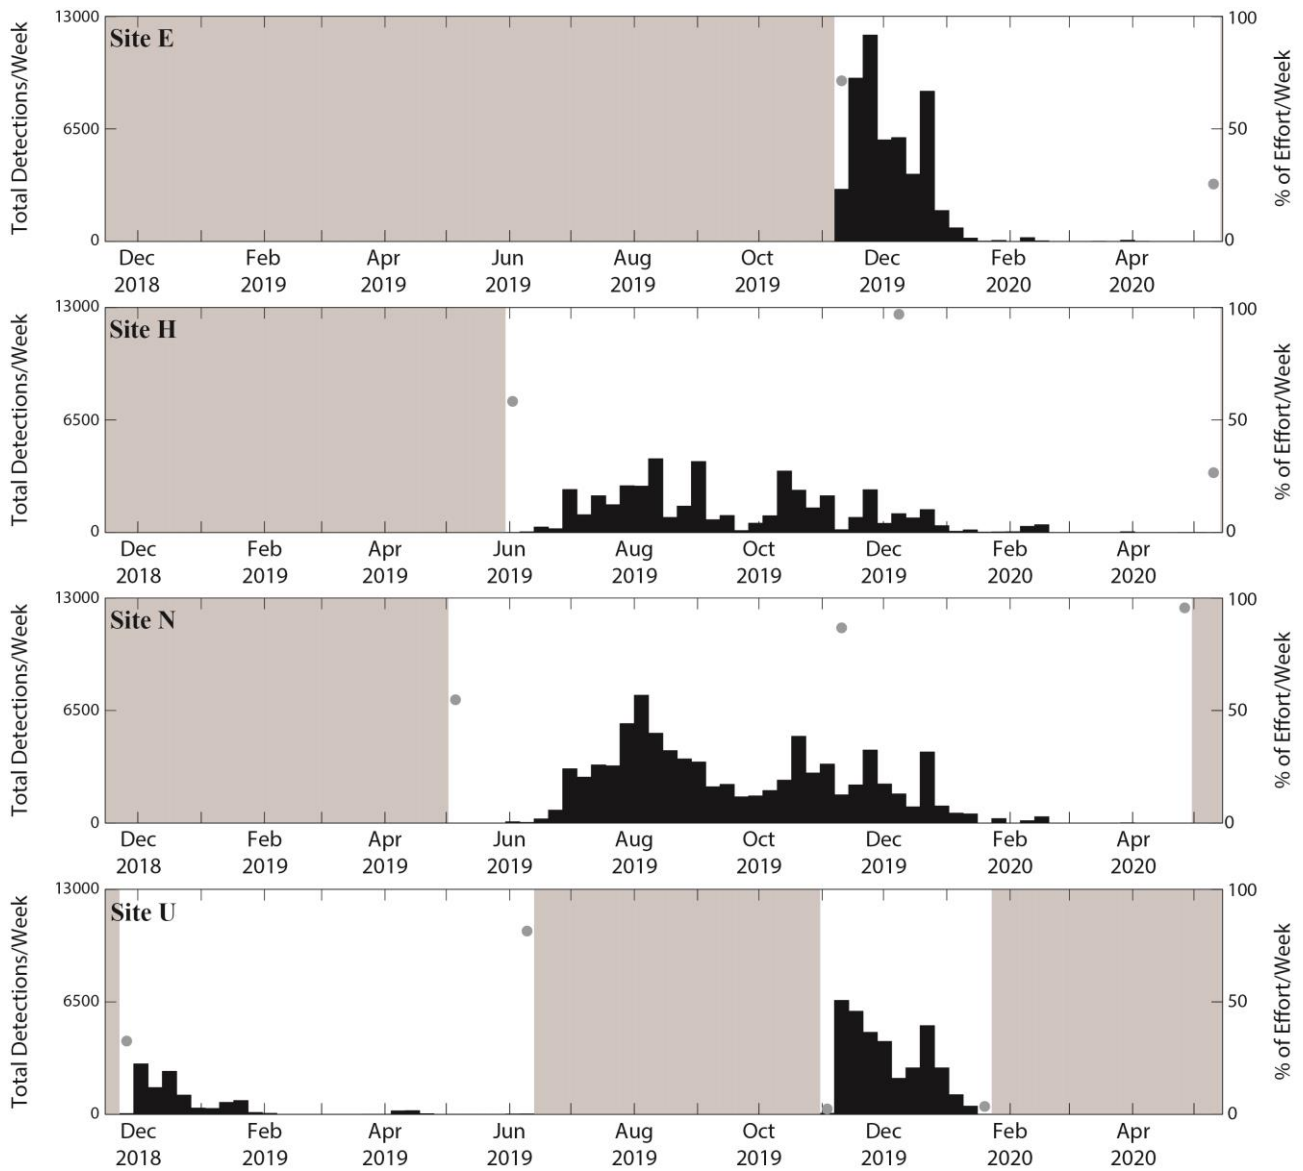 13000
100
Site E
Total Detections/Week
6500
50
% of Effort/Week
0
0
Dec Feb Apr Jun Aug Oct Dec Feb Apr
2018 2019 2019 2019 2019 2019 2019 2020 2020
13000
100
Site H
Total Detections/Week
6500
50
% of Effort/Week
0
0
Dec Feb Apr Jun Aug Oct Dec Feb Apr
2018 2019 2019 2019 2019 2019 2019 2020 2020
13000
100
Site N
Total Detections/Week
6500
50
% of Effort/Week
0
0
Dec Feb Apr Jun Aug Oct Dec Feb Apr
2018 2019 2019 2019 2019 2019 2019 2020 2020
13000
100
Site U
Total Detections/Week
6500
50
% of Effort/Week
0
0
Dec Feb Apr Jun Aug Oct Dec Feb Apr
2018 2019 2019 2019 2019 2019 2019 2020 2020